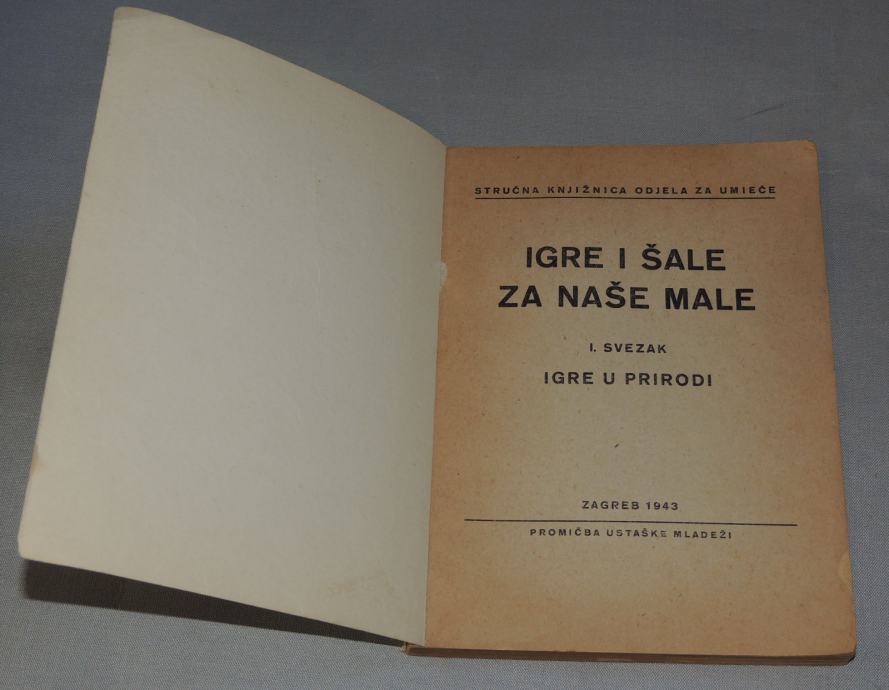 STRUČNA KNJIŽNICA ODJELA ZA UMIEĆE
IGRE I ŠALE
ZA NAŠE MALE
I. SVEZAK
IGRE U PRIRODI
ZAGREB 1943
PROMIČBA USTAŠKE MLADEŽI